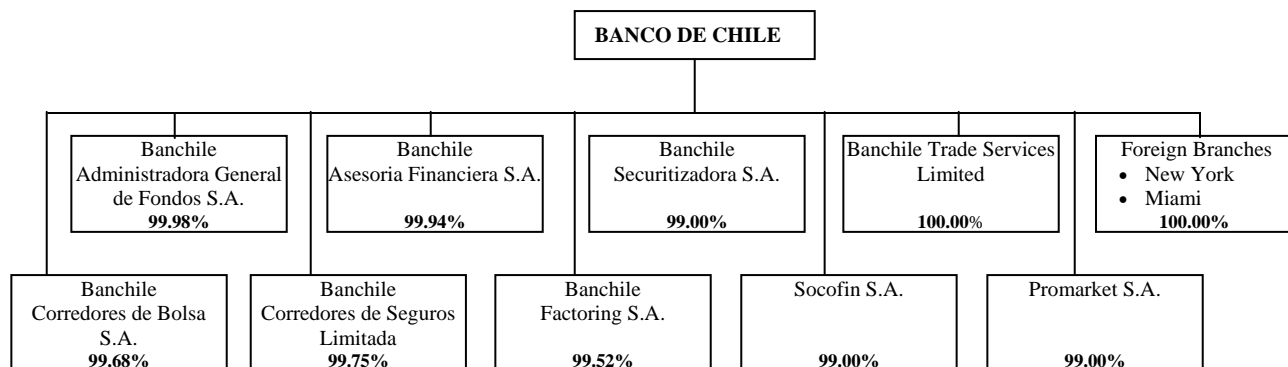 BANCO DE CHILE
Banchile
Administradora General
de Fondos S.A.
99.98%
Banchile
Asesoria Financiera S.A.
99.94%
Banchile
Securitizadora S.A.
99.00%
Banchile Trade Services
Limited
100.00%
Foreign Branches
• New York
• Miami
100.00%
Banchile
Corredores de Bolsa
S.A.
99.68%
Banchile
Corredores de Seguros
Limitada
99.75%
Banchile
Factoring S.A.
99.52%
Socofin S.A.
99.00%
Promarket S.A.
99.00%